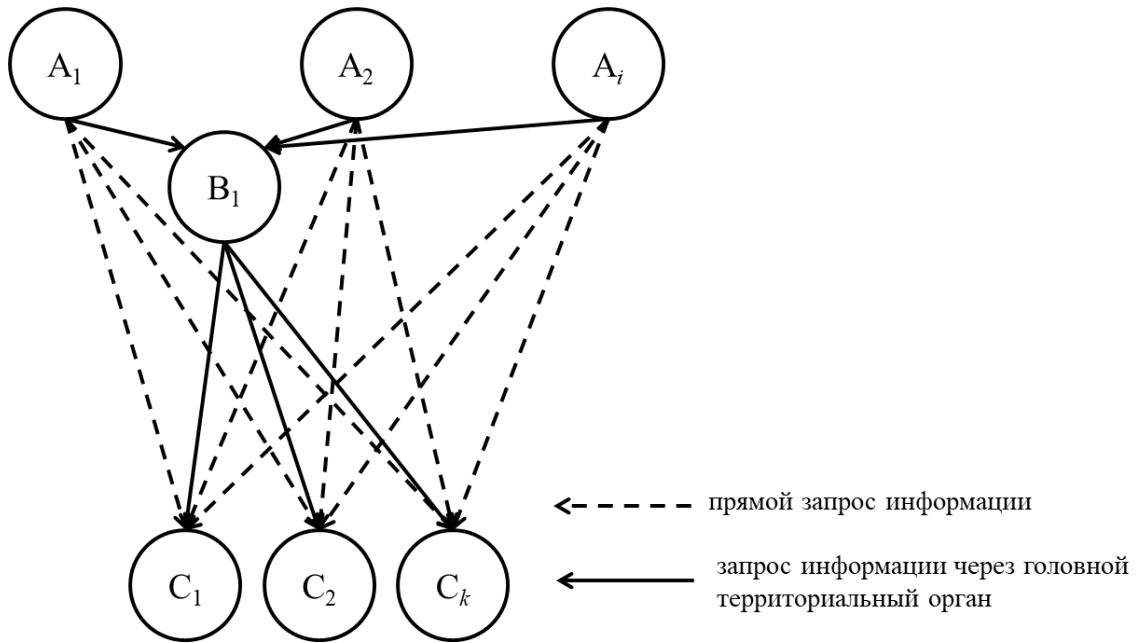 A₁
A₂
Aᵢ
B₁
прямой запрос информации
запрос информации через головной
территориальный орган
C₁
C₂
Cₖ